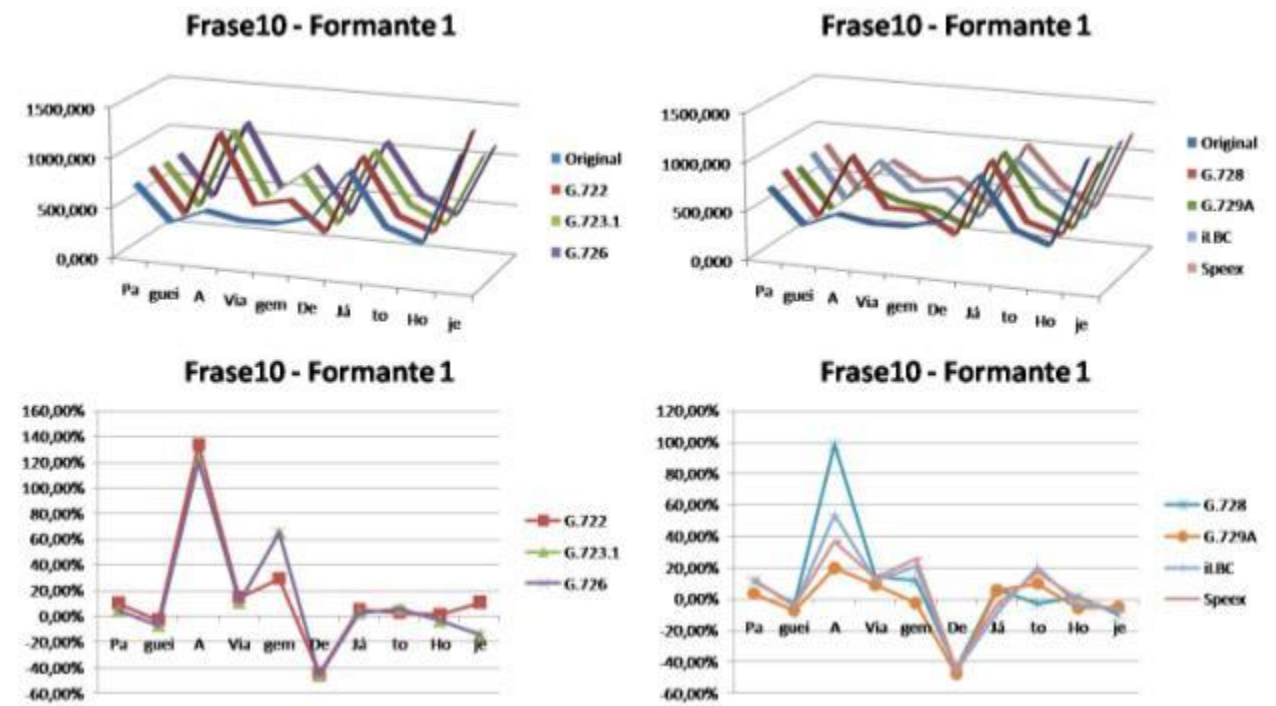 Frase10 - Formante 1
1500,000
1000,000
500,000
0,000
Pa guei A Via gem De Já to Ho je
Original
G.722
G.723.1
G.726
Frase10 - Formante 1
1500,000
1000,000
500,000
0,000
Pa guei A Via gem De Já to Ho je
Original
G.728
G.729A
iLBC
Speex
Frase10 - Formante 1
160,00%
140,00%
120,00%
100,00%
80,00%
60,00%
40,00%
20,00%
0,00%
-20,00%
-40,00%
-60,00%
Pa guei A Via gem De Já to Ho je
G.722
G.723.1
G.726
Frase10 - Formante 1
120,00%
100,00%
80,00%
60,00%
40,00%
20,00%
0,00%
-20,00%
-40,00%
-60,00%
Pa guei A Via gem De Já to Ho je
G.728
G.729A
iLBC
Speex